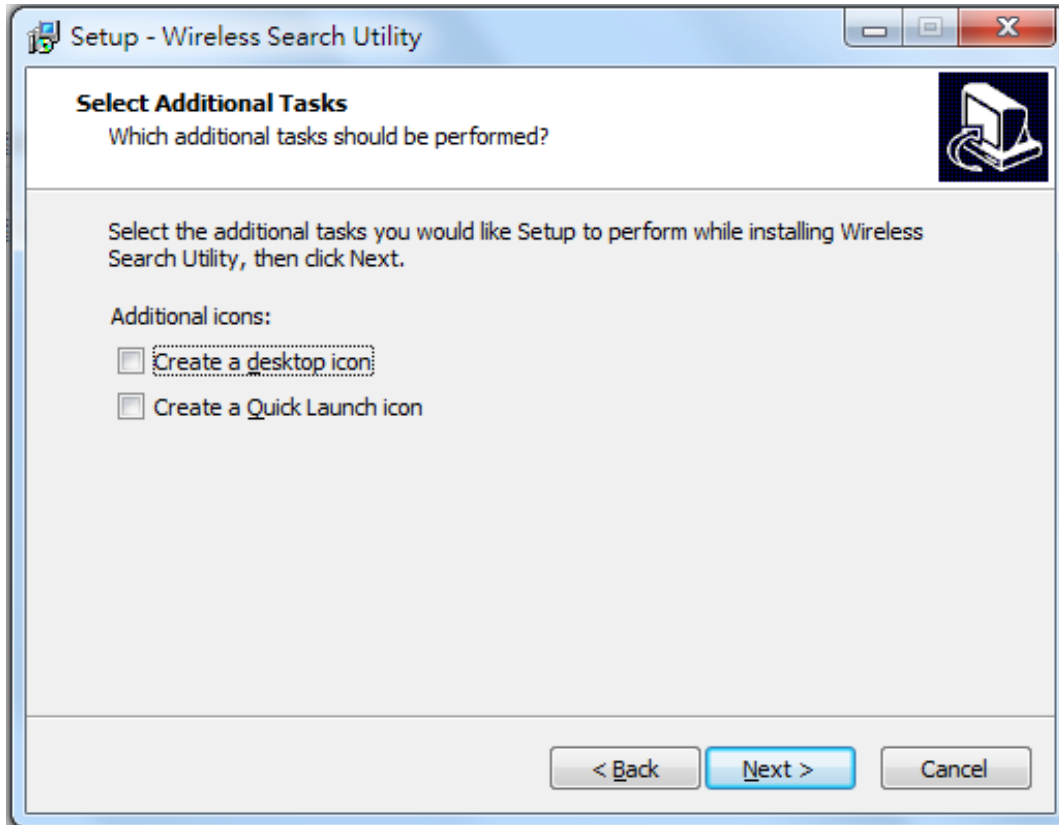 Setup - Wireless Search Utility
Select Additional Tasks
Which additional tasks should be performed?
Select the additional tasks you would like Setup to perform while installing Wireless
Search Utility, then click Next.
Additional icons:
Create a desktop icon
Create a Quick Launch icon
< Back
Next >
Cancel